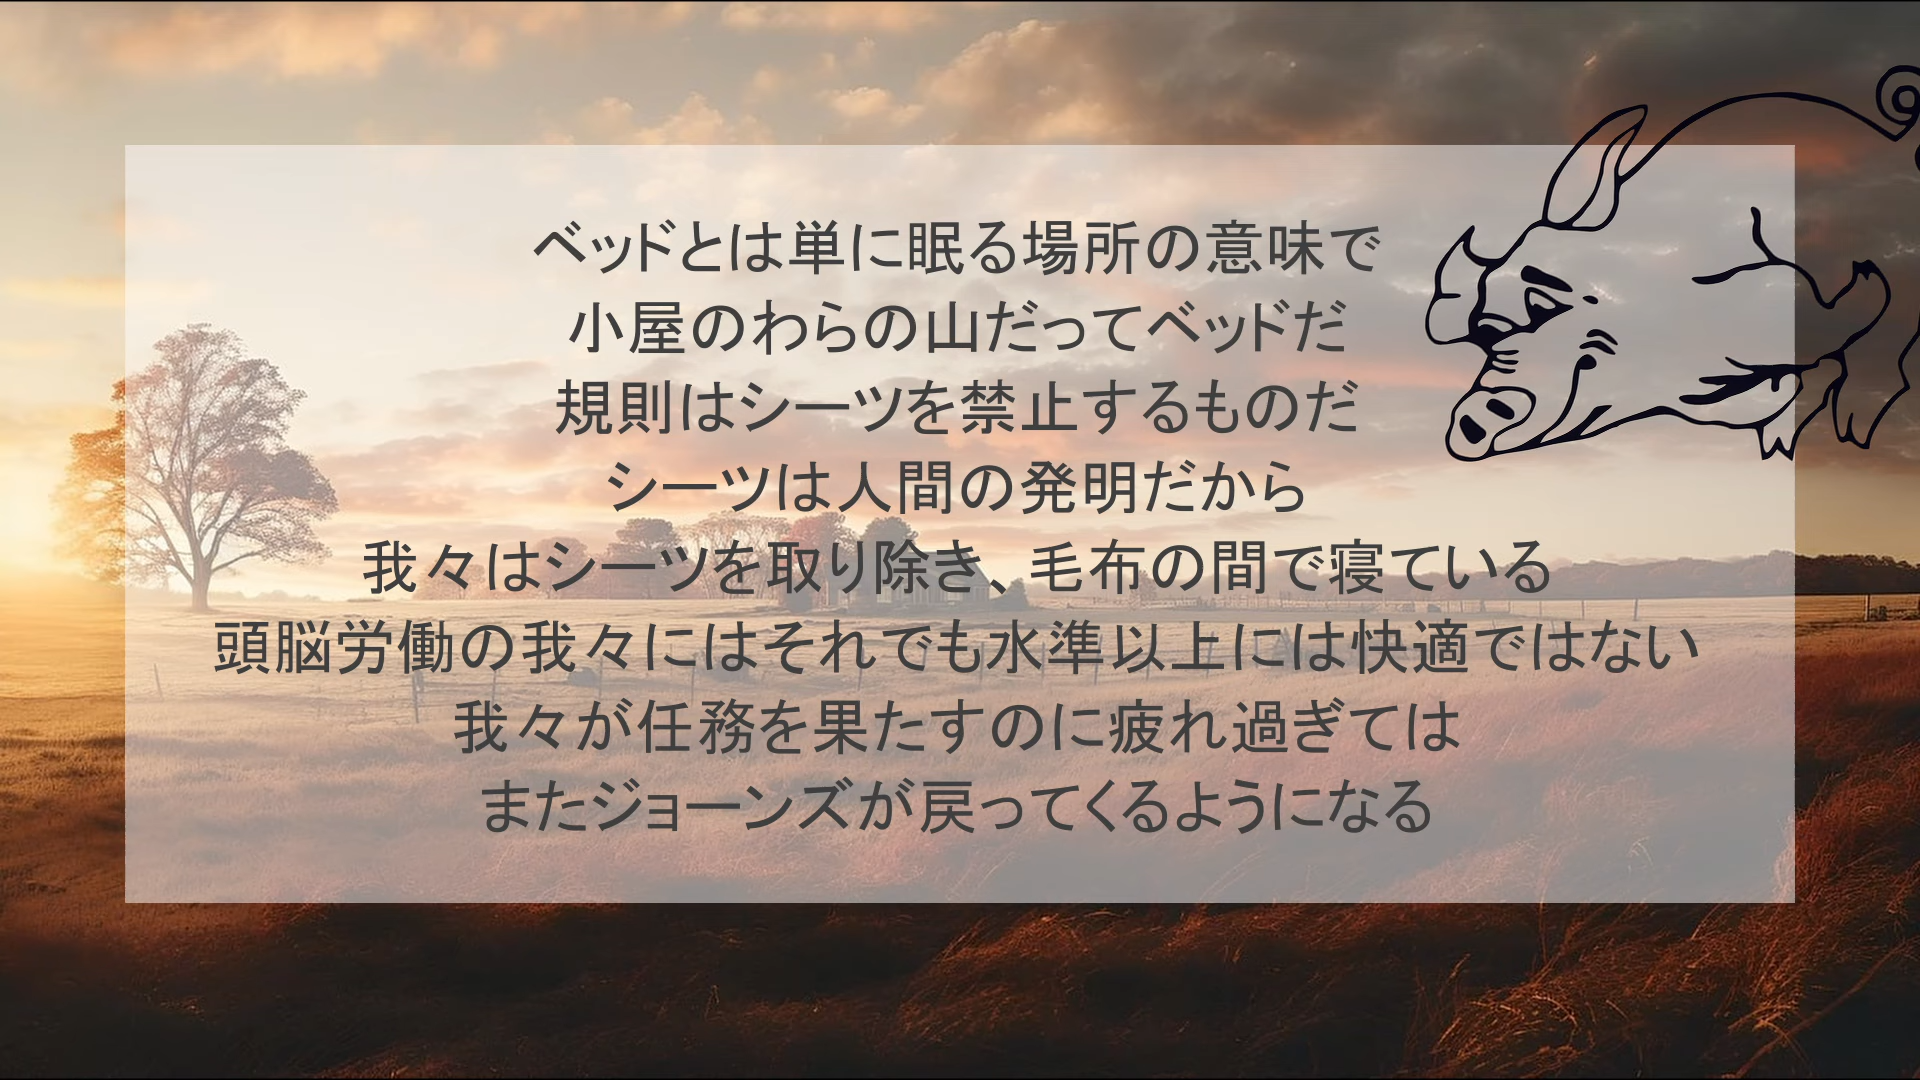 ベッドとは単に眠る場所の意味で
小屋のわらの山だってベッドだ
規則はシーツを禁止するものだ
シーツは人間の発明だから
我々はシーツを取り除き、毛布の間で寝ている
頭脳労働の我々にはそれでも水準以上には快適ではない
我々が任務を果たすのに疲れ過ぎては
またジョーンズが戻ってくるようになる